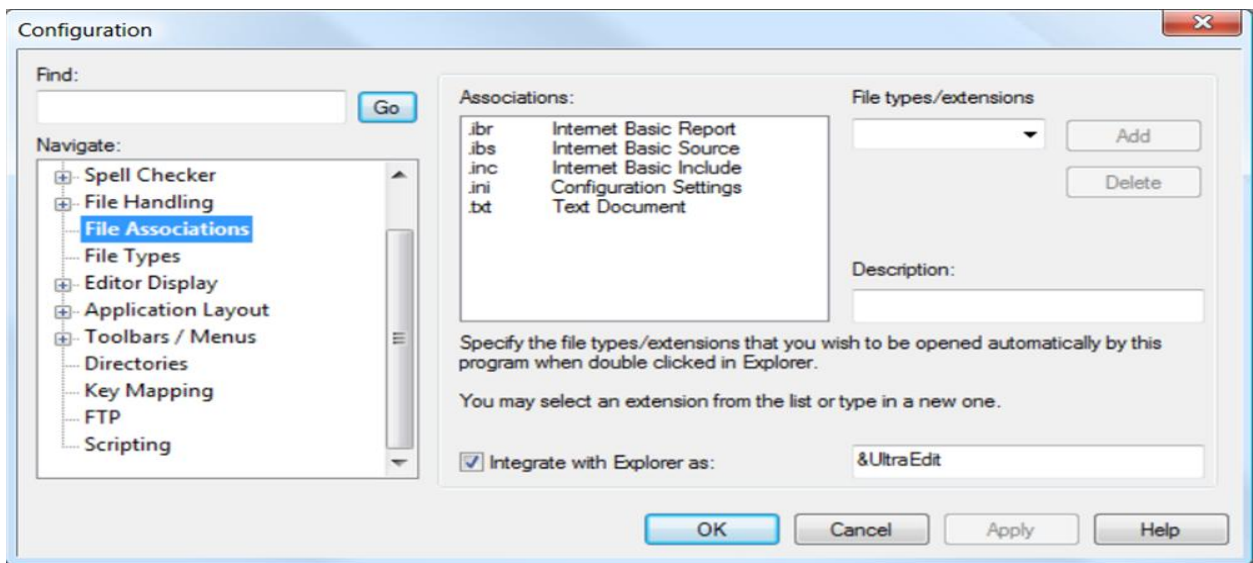 Configuration
Find:
Go
Navigate:
Spell Checker
File Handling
File Associations
File Types
Editor Display
Application Layout
Toolbars / Menus
Directories
Key Mapping
FTP
Scripting
Associations:
.ibr Internet Basic Report
.ibs Internet Basic Source
.inc Internet Basic Include
.ini Configuration Settings
.txt Text Document
File types/extensions
Add
Delete
Description:
Specify the file types/extensions that you wish to be opened automatically by this
program when double clicked in Explorer.
You may select an extension from the list or type in a new one.
Integrate with Explorer as:
&UltraEdit
OK
Cancel
Apply
Help